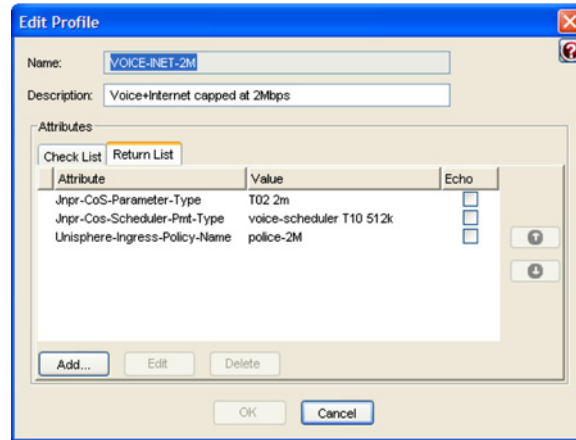 Edit Profile
Name: VOICE-INET-2M
Description: Voice+Internet capped at 2Mbps
Attributes
Check List Return List
Attribute Value Echo
Jnpr-CoS-Parameter-Type T02 2m
Jnpr-Cos-Scheduler-Pmt-Type voice-scheduler T10 512k
Unisphere-Ingress-Policy-Name police-2M
Add... Edit Delete
OK Cancel